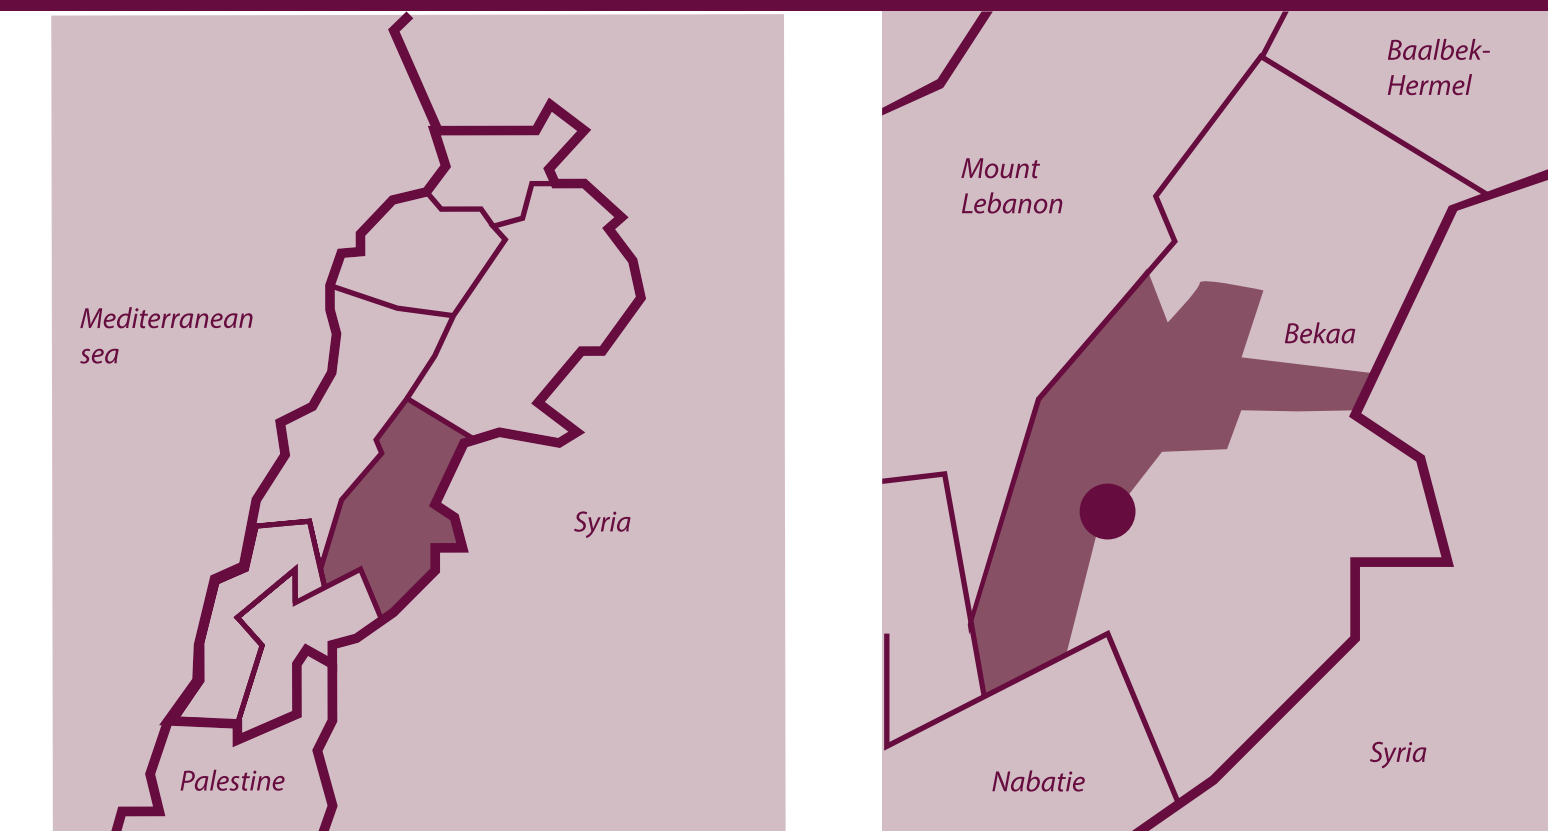 Mediterranean
sea
Syria
Palestine
Baalbek-
Hermel
Mount
Lebanon
Bekaa
Syria
Nabatie